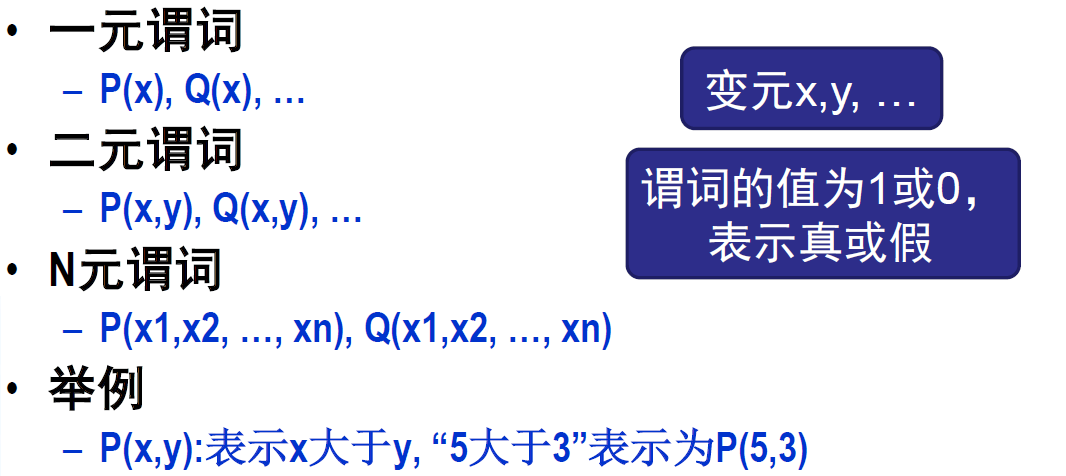 • 一元谓词
– P(x), Q(x), …
• 二元谓词
– P(x,y), Q(x,y), …
• N元谓词
– P(x1,x2, …, xn), Q(x1,x2, …, xn)
• 举例
– P(x,y):表示x大于y, “5大于3”表示为P(5,3)
变元x,y, …
谓词的值为1或0，
表示真或假